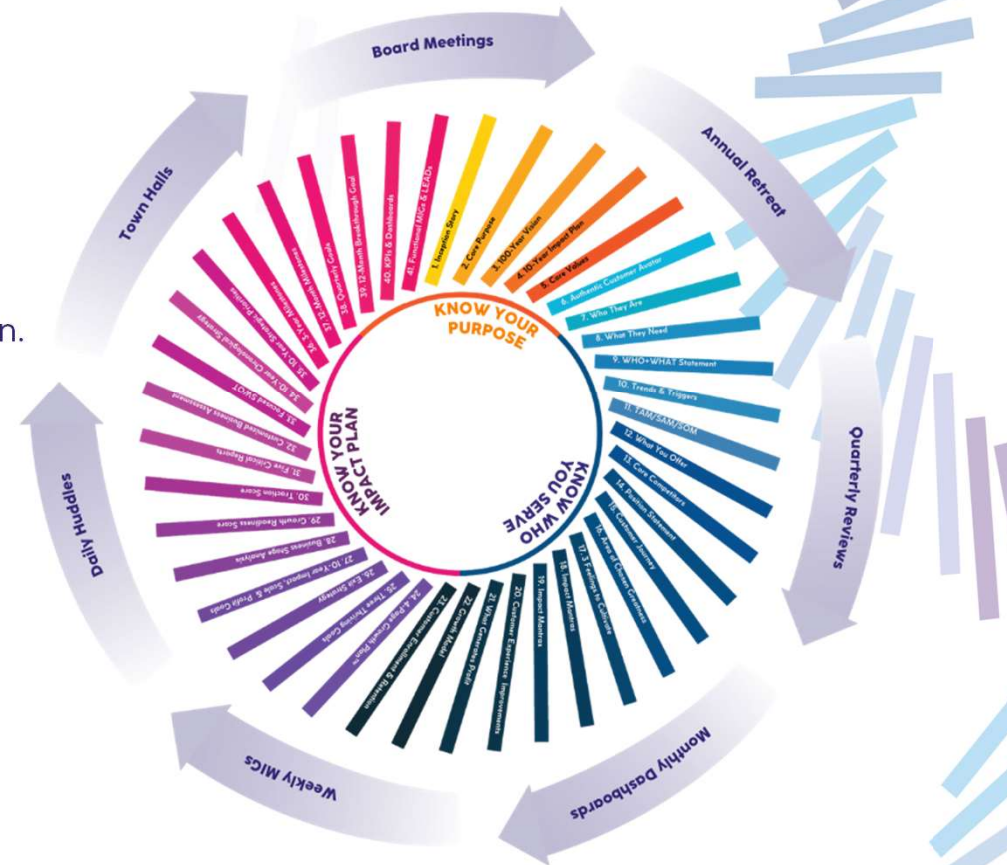 n.
Board Meetings
Annual Retreat
Quarterly Reviews
Monthly Dashboards
Weekly MIGs
Daily Huddles
Town Halls
KNOW YOUR
PURPOSE
KNOW WHO
YOU SERVE
KNOW YOUR
IMPACT PLAN
1. Inception Story
2. Core Purpose
3. 100-Year Vision
4. 10-Year Impact Plan
5. Core Values
6. Authentic Customer Avatar
7. Who They Are
8. What They Need
9. WHO+WHAT Statement
10. Trends & Triggers
11. TAM/SAM/SOM
12. What You Offer
13. Core Competitors
14. Position Statement
15. Customer Journey
16. Area of Chosen Greatness
17. 3 Feelings to Cultivate
18. Impact Mantras
19. Impact Mantras
20. Customer Experience Improvements
21. What Generates Profit
22. Growth Model
23. Customer Enrollment & Retention
24. 4-Page Growth Plan™
25. Three Thriving Goals
26. Exit Strategy
27. 10-Year Impact, Scale & Profit Goals
28. Business Stage Analysis
29. Growth Readiness Score
30. Traction Score
31. Five Critical Reports
32. Customized Business Assessment
33. Focused SWOT
34. 10-Year Chronological Strategy
35. 10-Year Strategic Priorities
36. 3-Year Milestones
37. 12-Month Milestones
38. Quarterly Goals
39. 12-Month Breakthrough Goal
40. KPIs & Dashboards
41. Functional MIGs & LEADs